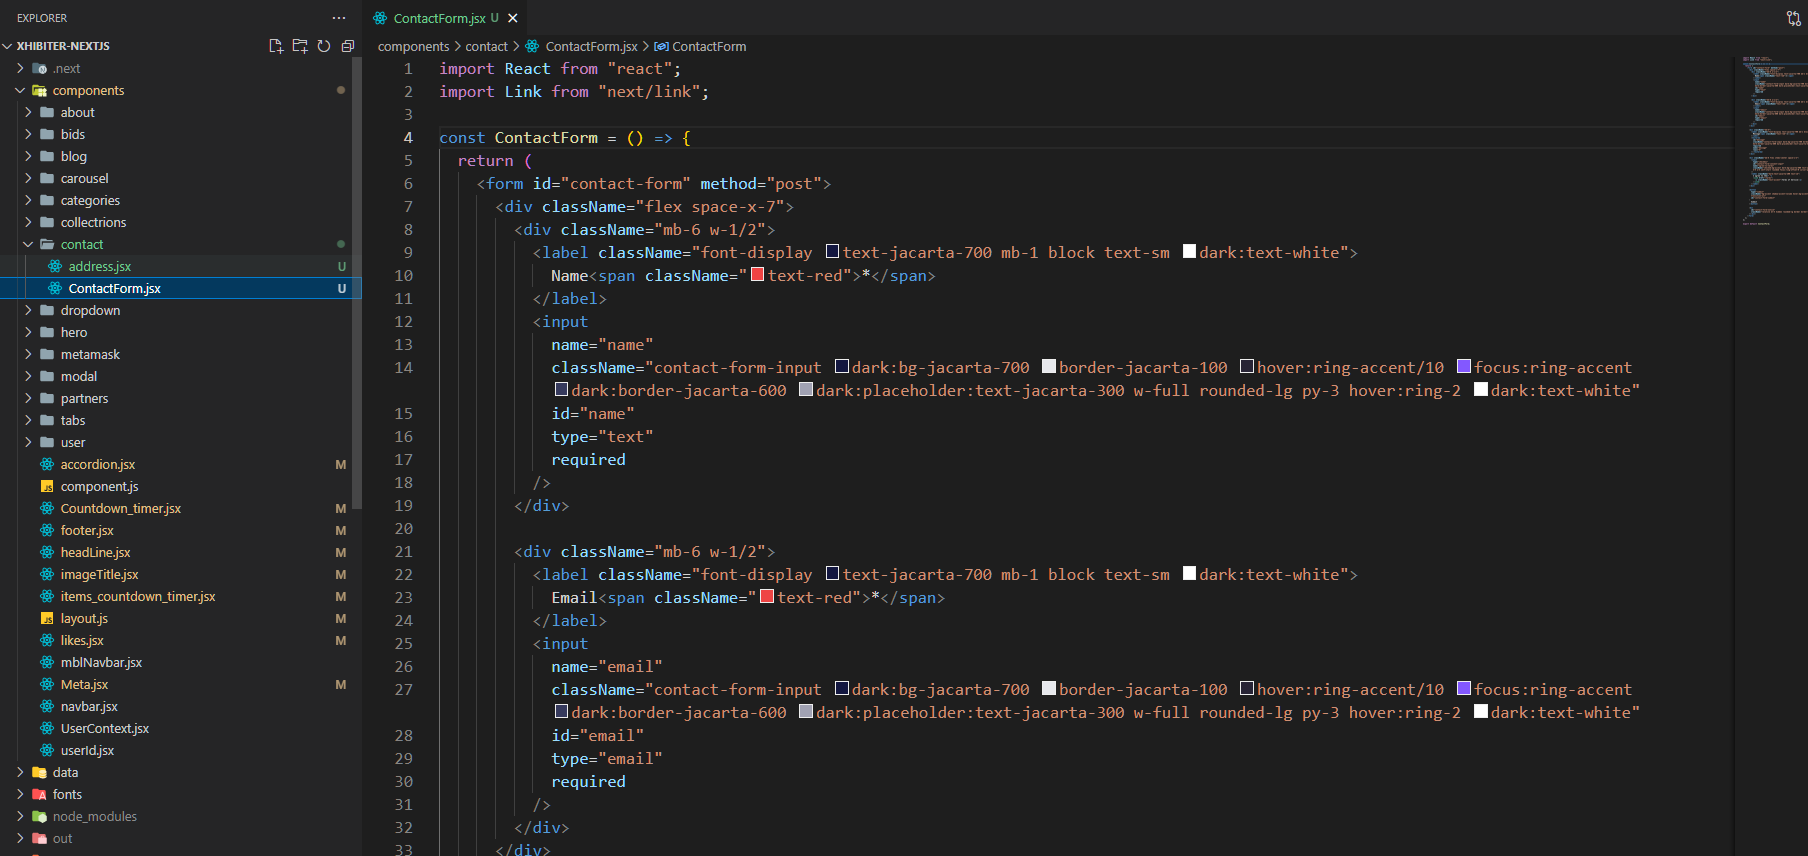 EXPLORER
XHIBITER-NEXTJS
.next
components
about
bids
blog
carousel
categories
collectrions
contact
address.jsx U
ContactForm.jsx U
dropdown
hero
metamask
modal
partners
tabs
user
accordion.jsx M
component.js
Countdown_timer.jsx M
footer.jsx M
headLine.jsx M
imageTitle.jsx M
items_countdown_timer.jsx M
layout.js M
likes.jsx M
mblNavbar.jsx
Meta.jsx M
navbar.jsx
UserContext.jsx
userId.jsx
data
fonts
node_modules
out
ContactForm.jsx U
components > contact > ContactForm.jsx > ContactForm
1 import React from "react";
2 import Link from "next/link";
3
4 const ContactForm = () => {
5 return (
6 <form id="contact-form" method="post">
7 <div className="flex space-x-7">
8 <div className="mb-6 w-1/2">
9 <label className="font-display text-jacarta-700 mb-1 block text-sm dark:text-white">
10 Name<span className="text-red">*</span>
11 </label>
12 <input
13 name="name"
14 className="contact-form-input dark:bg-jacarta-700 border-jacarta-100 hover:ring-accent/10 focus:ring-accent
dark:border-jacarta-600 dark:placeholder:text-jacarta-300 w-full rounded-lg py-3 hover:ring-2 dark:text-white"
15 id="name"
16 type="text"
17 required
18 />
19 </div>
20
21 <div className="mb-6 w-1/2">
22 <label className="font-display text-jacarta-700 mb-1 block text-sm dark:text-white">
23 Email<span className="text-red">*</span>
24 </label>
25 <input
26 name="email"
27 className="contact-form-input dark:bg-jacarta-700 border-jacarta-100 hover:ring-accent/10 focus:ring-accent
dark:border-jacarta-600 dark:placeholder:text-jacarta-300 w-full rounded-lg py-3 hover:ring-2 dark:text-white"
28 id="email"
29 type="email"
30 required
31 />
32 </div>
33 </div>